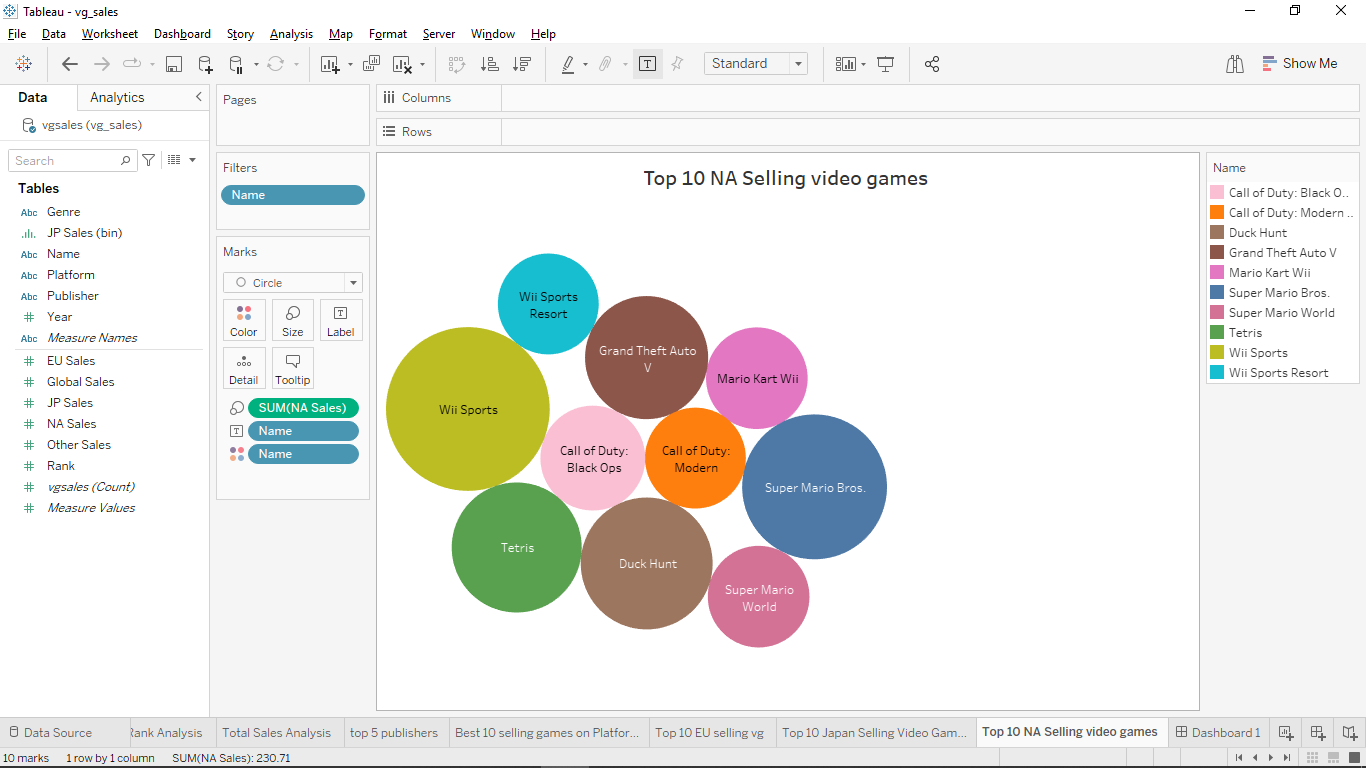 Tableau - vg_sales
File Data Worksheet Dashboard Story Analysis Map Format Server Window Help
Standard
Show Me
Data Analytics
vgsales (vg_sales)
Search
Tables
Abc Genre
JP Sales (bin)
Abc Name
Abc Platform
Abc Publisher
Year
Abc Measure Names
EU Sales
Global Sales
JP Sales
NA Sales
Other Sales
Rank
vgsales (Count)
Measure Values
Pages
Filters
Name
Marks
Circle
Color Size Label
Detail Tooltip
SUM(NA Sales)
Name
Name
Columns
Rows
Top 10 NA Selling video games
Wii Sports
Resort
Grand Theft Auto
V
Mario Kart Wii
Wii Sports
Call of Duty:
Black Ops
Call of Duty:
Modern
Super Mario Bros.
Tetris
Duck Hunt
Super Mario
World
Name
Call of Duty: Black O..
Call of Duty: Modern ..
Duck Hunt
Grand Theft Auto V
Mario Kart Wii
Super Mario Bros.
Super Mario World
Tetris
Wii Sports
Wii Sports Resort
Data Source Rank Analysis Total Sales Analysis top 5 publishers Best 10 selling games on Platfor... Top 10 EU selling vg Top 10 Japan Selling Video Gam... Top 10 NA Selling video games Dashboard 1
10 marks 1 row by 1 column SUM(NA Sales): 230.71